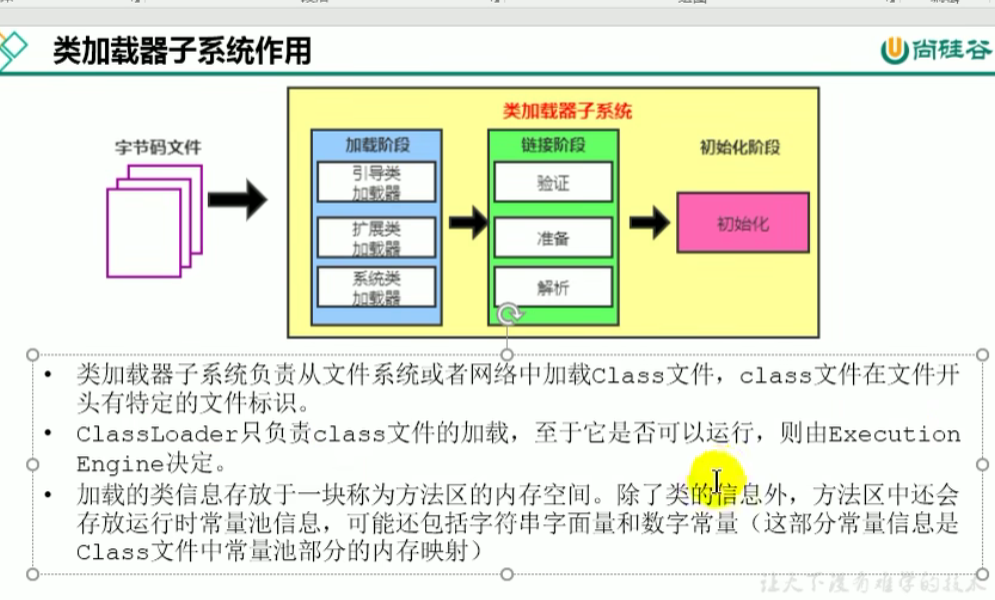 类加载器子系统作用
尚硅谷
类加载器子系统
字节码文件
加载阶段
引导类
加载器
扩展类
加载器
系统类
加载器
链接阶段
验证
准备
解析
初始化阶段
初始化
• 类加载器子系统负责从文件系统或者网络中加载Class文件，class文件在文件开
头有特定的文件标识。
• ClassLoader只负责class文件的加载，至于它是否可以运行，则由Execution
Engine决定。
• 加载的类信息存放于一块称为方法区的内存空间。除了类的信息外，方法区中还会
存放运行时常量池信息，可能还包括字符串字面量和数字常量（这部分常量信息是
Class文件中常量池部分的内存映射）
让天下没有难学的技术